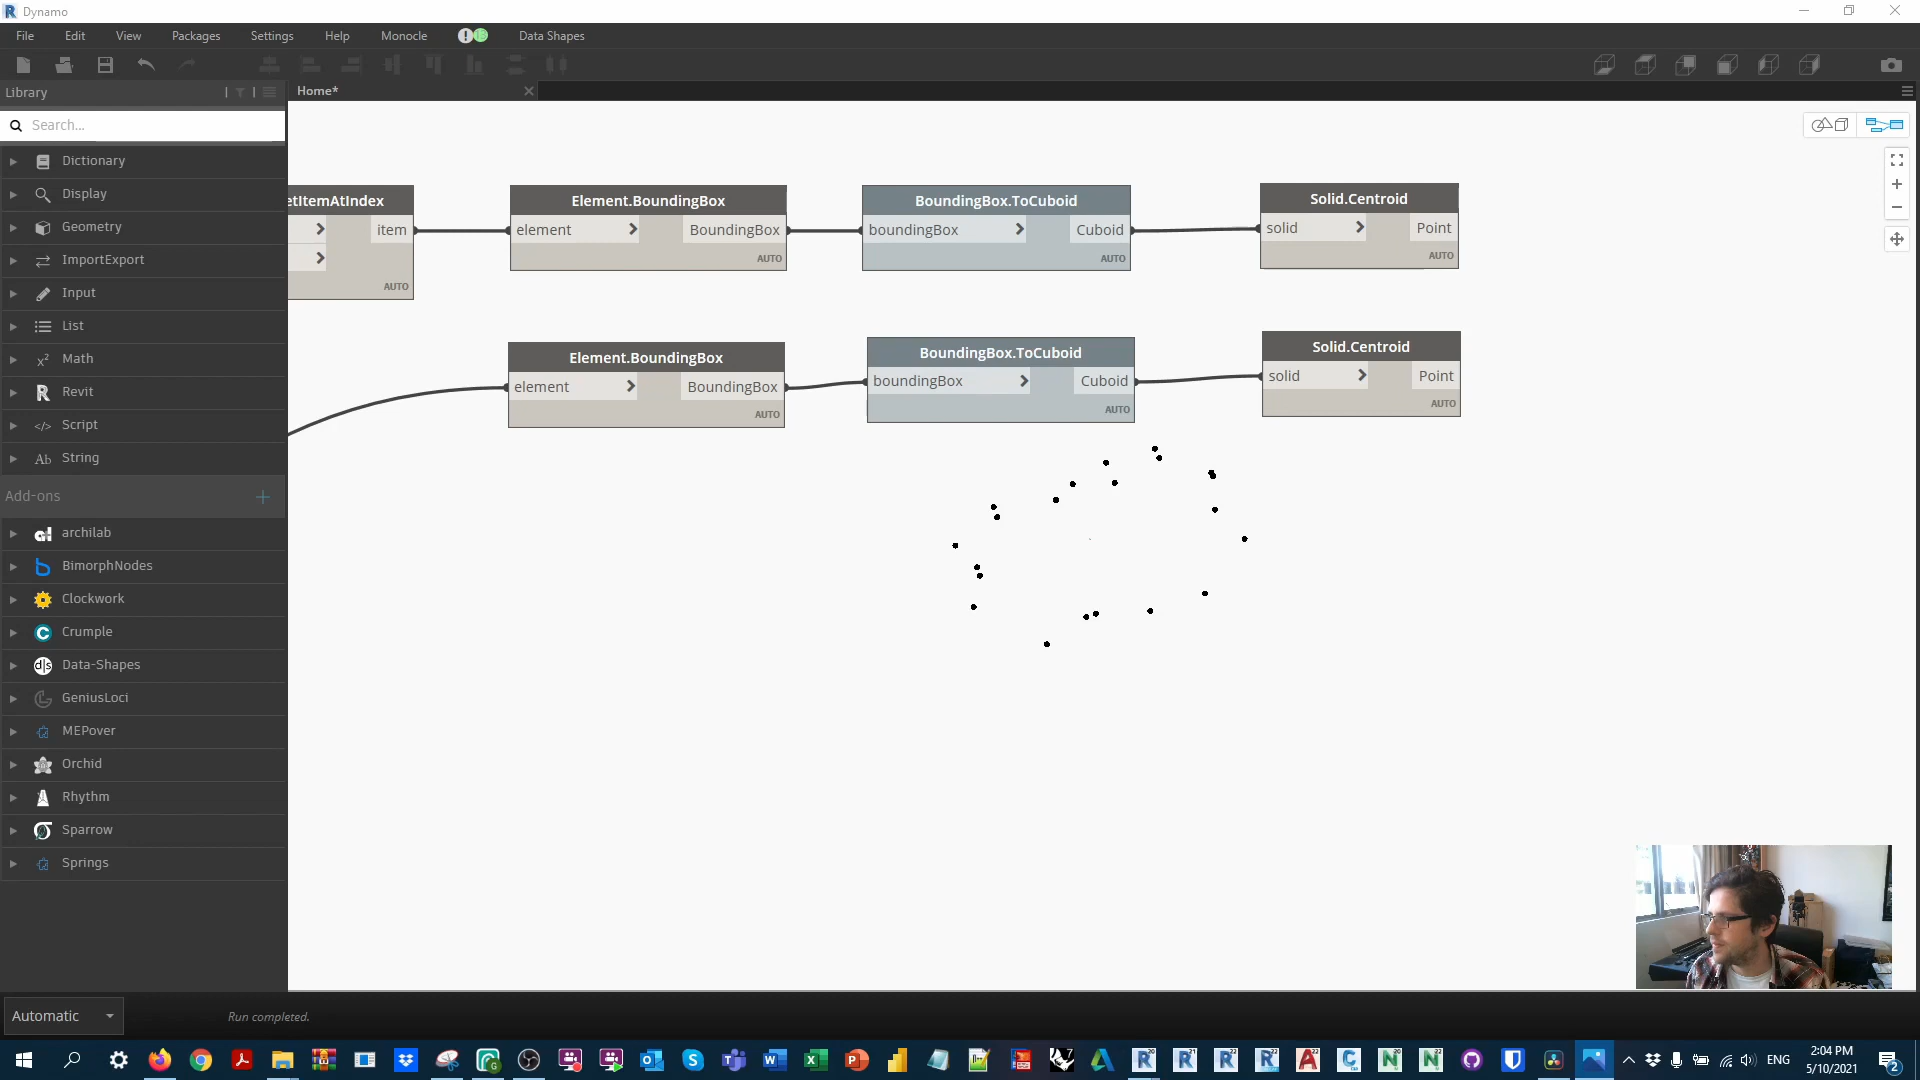 Dynamo
File Edit View Packages Settings Help Monocle Data Shapes
Library
Home*
Search...
Dictionary
Display
Geometry
ImportExport
Input
List
Math
Revit
Script
String
Add-ons
archilab
BimorphNodes
Clockwork
Crumple
Data-Shapes
GeniusLoci
MEPover
Orchid
Rhythm
Sparrow
Springs
etItemAtIndex
item
AUTO
Element.BoundingBox
element BoundingBox
AUTO
BoundingBox.ToCuboid
boundingBox Cuboid
AUTO
Solid.Centroid
solid Point
AUTO
Element.BoundingBox
element BoundingBox
AUTO
BoundingBox.ToCuboid
boundingBox Cuboid
AUTO
Solid.Centroid
solid Point
AUTO
Automatic
Run completed.
ENG
2:04 PM
5/10/2021
2